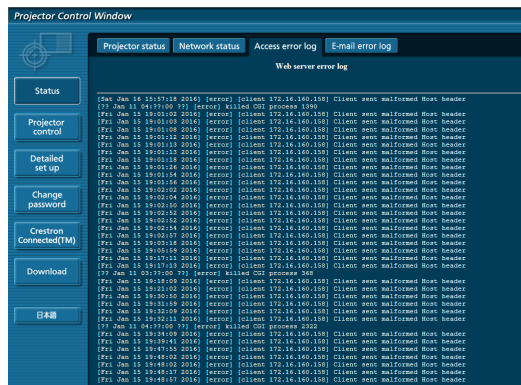 Projector Control Window
Projector status Network status Access error log E-mail error log
Web server error log
Status
Projector control
Detailed set up
Change password
Crestron Connected(TM)
Download
日本語
[Sat Jan 16 15:57:18 2016] [error] [client 172.16.160.158] Client sent malformed Host header
[?? Jan 11 04:??:00 ??] [error] killed CGI process 1390
[Fri Jan 15 19:01:02 2016] [error] [client 172.16.160.158] Client sent malformed Host header
[Fri Jan 15 19:01:03 2016] [error] [client 172.16.160.158] Client sent malformed Host header
[Fri Jan 15 19:01:08 2016] [error] [client 172.16.160.158] Client sent malformed Host header
[Fri Jan 15 19:01:12 2016] [error] [client 172.16.160.158] Client sent malformed Host header
[Fri Jan 15 19:01:13 2016] [error] [client 172.16.160.158] Client sent malformed Host header
[Fri Jan 15 19:01:13 2016] [error] [client 172.16.160.158] Client sent malformed Host header
[Fri Jan 15 19:01:18 2016] [error] [client 172.16.160.158] Client sent malformed Host header
[Fri Jan 15 19:01:26 2016] [error] [client 172.16.160.158] Client sent malformed Host header
[Fri Jan 15 19:01:54 2016] [error] [client 172.16.160.158] Client sent malformed Host header
[Fri Jan 15 19:01:56 2016] [error] [client 172.16.160.158] Client sent malformed Host header
[Fri Jan 15 19:02:02 2016] [error] [client 172.16.160.158] Client sent malformed Host header
[Fri Jan 15 19:02:04 2016] [error] [client 172.16.160.158] Client sent malformed Host header
[Fri Jan 15 19:02:50 2016] [error] [client 172.16.160.158] Client sent malformed Host header
[Fri Jan 15 19:02:52 2016] [error] [client 172.16.160.158] Client sent malformed Host header
[Fri Jan 15 19:02:52 2016] [error] [client 172.16.160.158] Client sent malformed Host header
[Fri Jan 15 19:02:54 2016] [error] [client 172.16.160.158] Client sent malformed Host header
[Fri Jan 15 19:02:57 2016] [error] [client 172.16.160.158] Client sent malformed Host header
[Fri Jan 15 19:03:18 2016] [error] [client 172.16.160.158] Client sent malformed Host header
[Fri Jan 15 19:05:59 2016] [error] [client 172.16.160.158] Client sent malformed Host header
[Fri Jan 15 19:17:11 2016] [error] [client 172.16.160.158] Client sent malformed Host header
[Fri Jan 15 19:17:13 2016] [error] [client 172.16.160.158] Client sent malformed Host header
[?? Jan 11 03:??:00 ??] [error] killed CGI process 368
[Fri Jan 15 19:18:09 2016] [error] [client 172.16.160.158] Client sent malformed Host header
[Fri Jan 15 19:21:02 2016] [error] [client 172.16.160.158] Client sent malformed Host header
[Fri Jan 15 19:30:50 2016] [error] [client 172.16.160.158] Client sent malformed Host header
[Fri Jan 15 19:31:59 2016] [error] [client 172.16.160.158] Client sent malformed Host header
[Fri Jan 15 19:32:09 2016] [error] [client 172.16.160.158] Client sent malformed Host header
[Fri Jan 15 19:32:11 2016] [error] [client 172.16.160.158] Client sent malformed Host header
[?? Jan 11 04:??:00 ??] [error] killed CGI process 2322
[Fri Jan 15 19:34:09 2016] [error] [client 172.16.160.158] Client sent malformed Host header
[Fri Jan 15 19:39:41 2016] [error] [client 172.16.160.158] Client sent malformed Host header
[Fri Jan 15 19:47:55 2016] [error] [client 172.16.160.158] Client sent malformed Host header
[Fri Jan 15 19:48:02 2016] [error] [client 172.16.160.158] Client sent malformed Host header
[Fri Jan 15 19:48:02 2016] [error] [client 172.16.160.158] Client sent malformed Host header
[Fri Jan 15 19:48:17 2016] [error] [client 172.16.160.158] Client sent malformed Host header
[Fri Jan 15 19:48:57 2016] [error] [client 172.16.160.158] Client sent malformed Host header